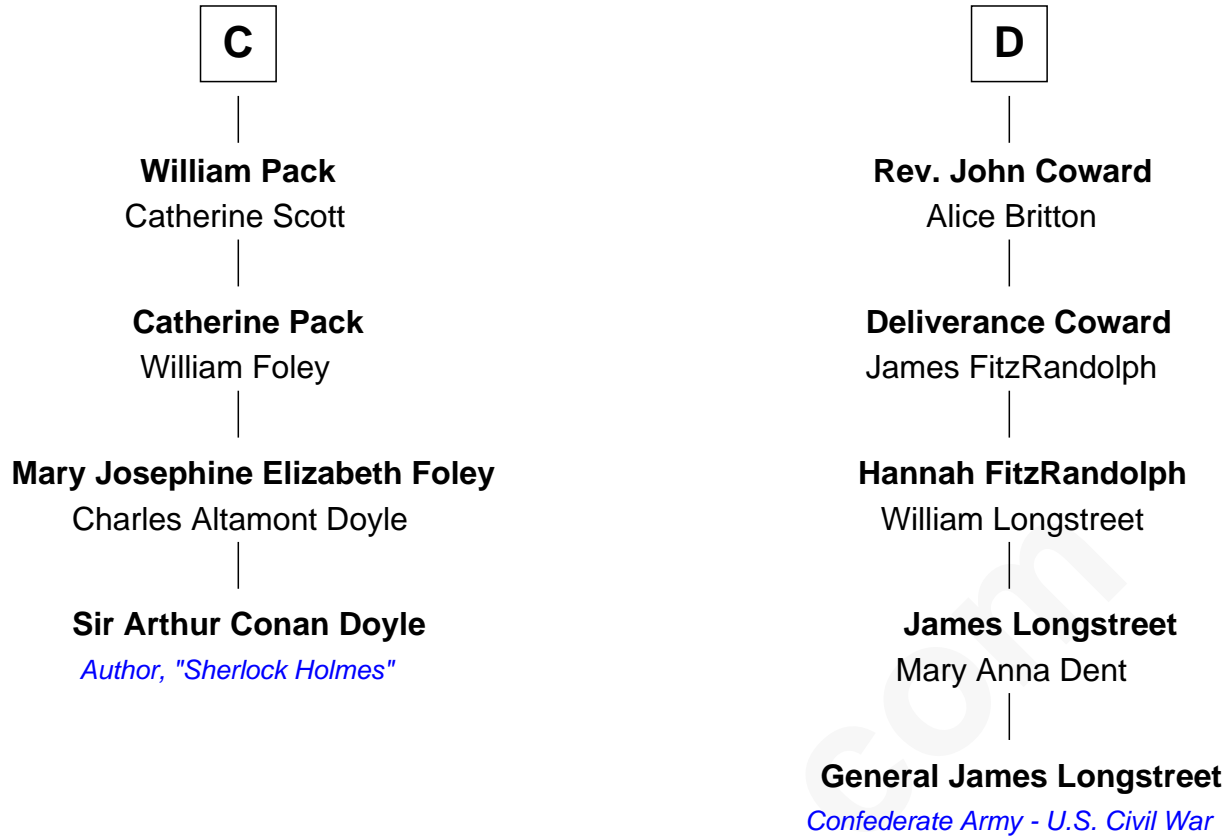 C
William Pack
Catherine Scott
Catherine Pack
William Foley
Mary Josephine Elizabeth Foley
Charles Altamont Doyle
Sir Arthur Conan Doyle
Author, "Sherlock Holmes"
D
Rev. John Coward
Alice Britton
Deliverance Coward
James FitzRandolph
Hannah FitzRandolph
William Longstreet
James Longstreet
Mary Anna Dent
General James Longstreet
Confederate Army - U.S. Civil War
com